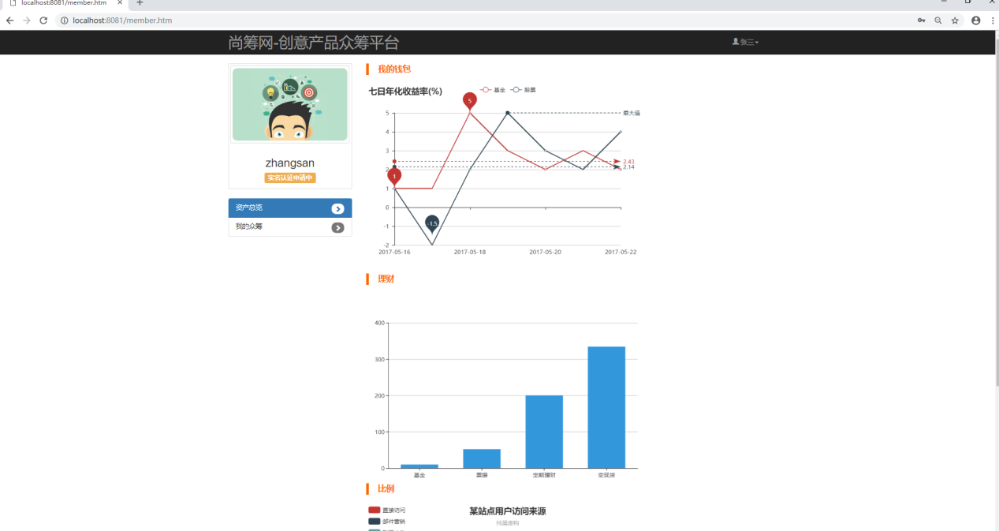 localhost:8081/member.htm
localhost:8081/member.htm
尚筹网-创意产品众筹平台
张三
zhangsan
实名认证申请中
资产总览
我的众筹
我的钱包
七日年化收益率(%)
基金 股票
5
5
最大值
4
3
2.43
2
2.14
1
1
0
-1
-1.5
-2
2017-05-16 2017-05-18 2017-05-20 2017-05-22
理财
400
300
200
100
0
基金 票据 定期理财 变现贷
比例
直接访问
邮件营销
某站点用户访问来源
纯属虚构